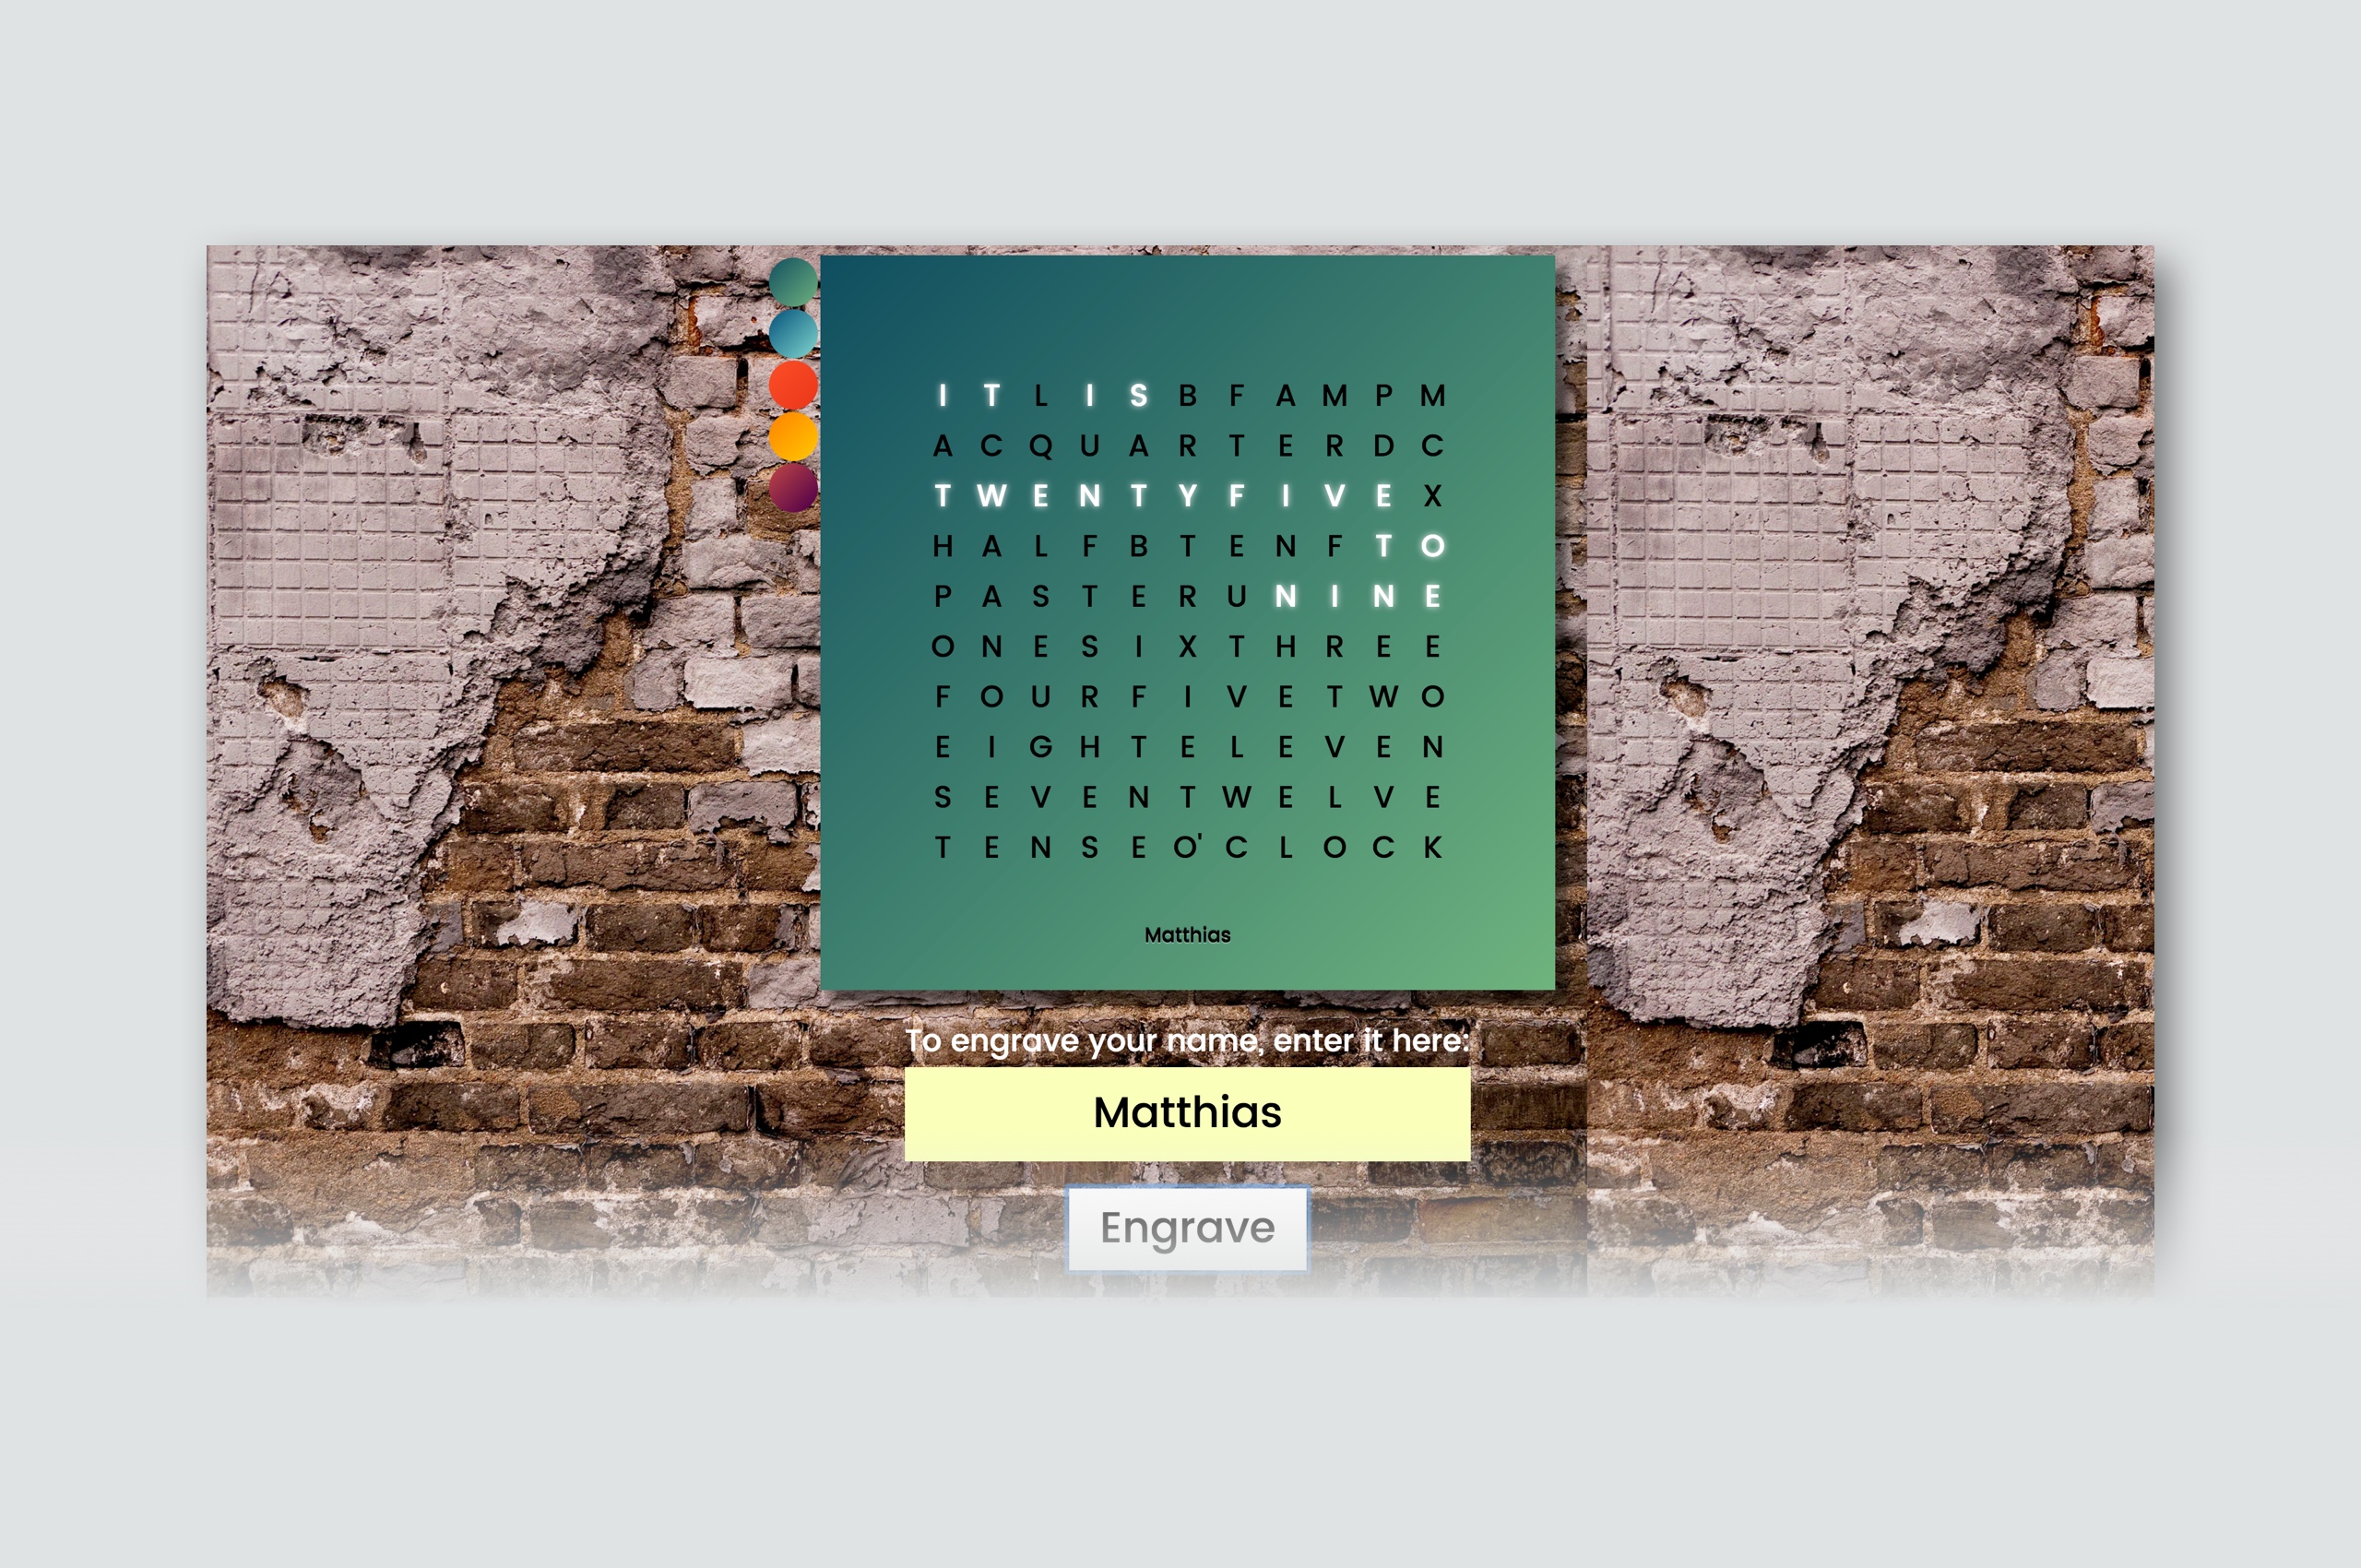 I T L I S B F A M P M
A C Q U A R T E R D C
T W E N T Y F I V E X
H A L F B T E N F T O
P A S T E R U N I N E
O N E S I X T H R E E
F O U R F I V E T W O
E I G H T E L E V E N
S E V E N T W E L V E
T E N S E O' C L O C K
Matthias
To engrave your name, enter it here:
Matthias
Engrave